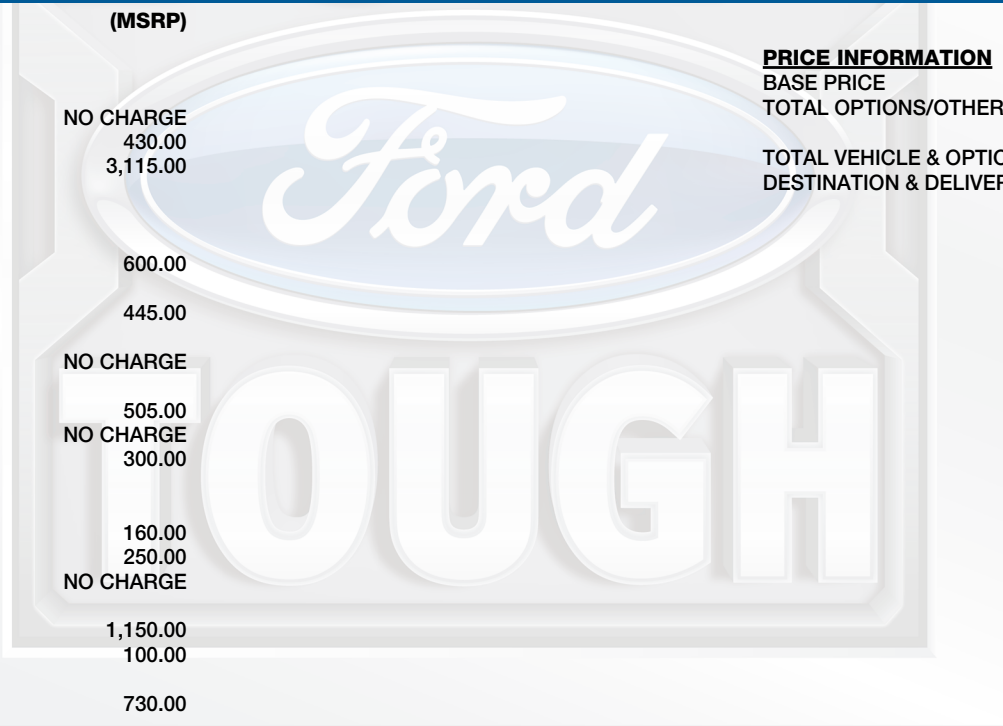 (MSRP)
NO CHARGE
430.00
3,115.00
600.00
445.00
NO CHARGE
505.00
NO CHARGE
300.00
160.00
250.00
NO CHARGE
1,150.00
100.00
730.00
PRICE INFORMATION
BASE PRICE
TOTAL OPTIONS/OTHER
TOTAL VEHICLE & OPTIO
DESTINATION & DELIVER
Ford
TOUGH